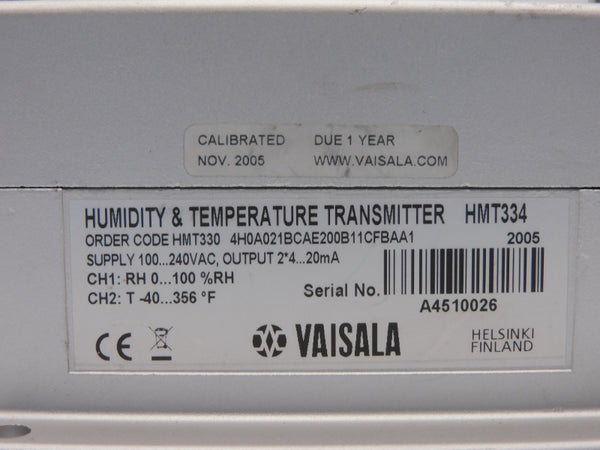 CALIBRATED DUE 1 YEAR
NOV. 2005 WWW.VAISALA.COM
HUMIDITY & TEMPERATURE TRANSMITTER HMT334
ORDER CODE HMT330 4H0A021BCAE200B11CFBAA1 2005
SUPPLY 100...240VAC, OUTPUT 2*4...20mA
CH1: RH 0...100 %RH
CH2: T -40...356 °F
Serial No.
A4510026
CE
VAISALA
HELSINKI
FINLAND